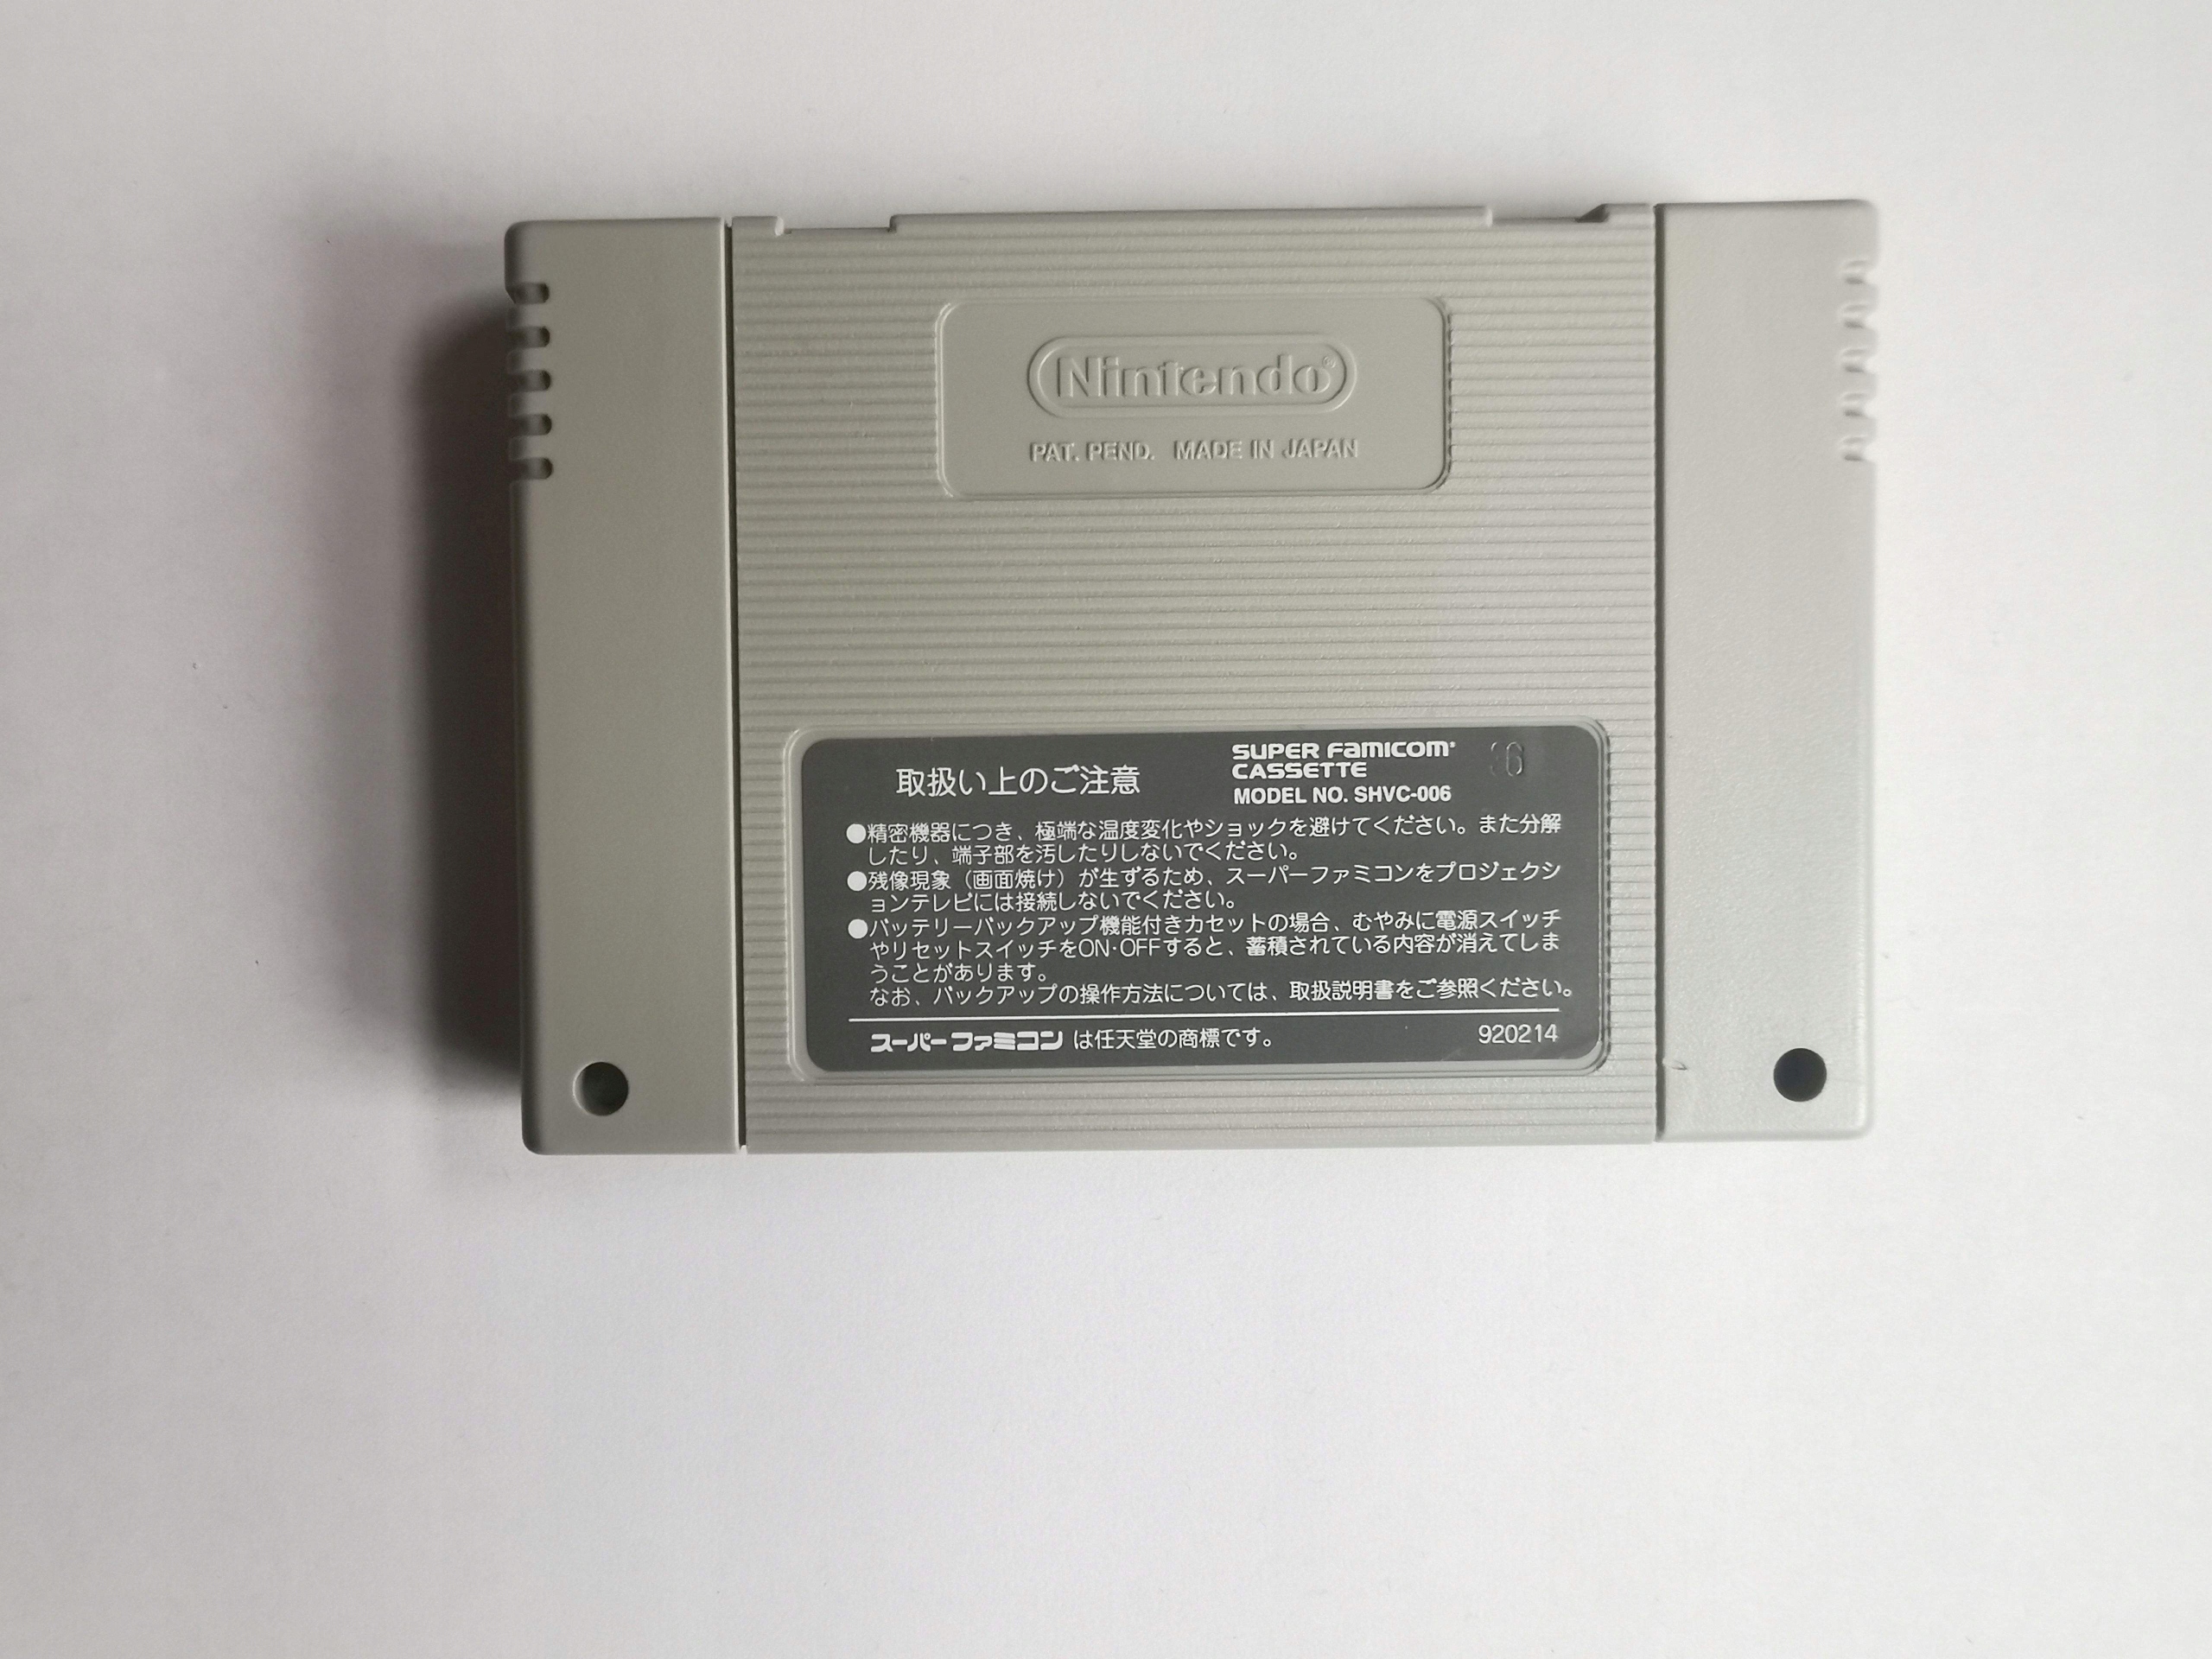 Nintendo®
PAT. PEND. MADE IN JAPAN
取扱い上のご注意
SUPER FAMICOM®
CASSETTE
MODEL NO. SHVC-006
●精密機器につき、極端な温度変化やショックを避けてください。また分解
したり、端子部を汚したりしないでください。
●残像現象（画面焼け）が生ずるため、スーパーファミコンをプロジェクシ
ョンテレビには接続しないでください。
●バッテリーバックアップ機能付きカセットの場合、むやみに電源スイッチ
やリセットスイッチをON·OFFすると、蓄積されている内容が消えてしま
うことがあります。
なお、バックアップの操作方法については、取扱説明書をご参照ください。
スーパーファミコン は任天堂の商標です。
920214